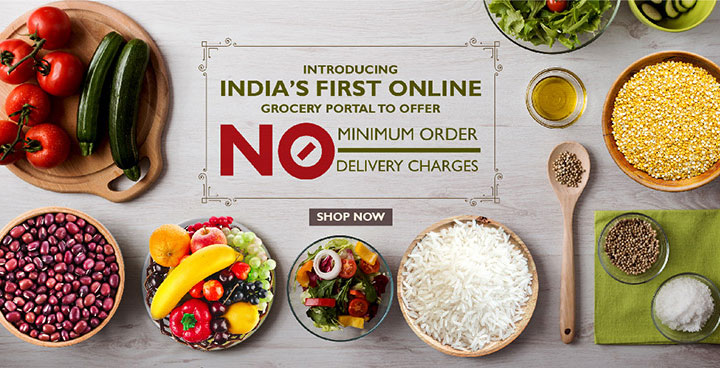 INTRODUCING
INDIA'S FIRST ONLINE
GROCERY PORTAL TO OFFER
NO MINIMUM ORDER
DELIVERY CHARGES
SHOP NOW